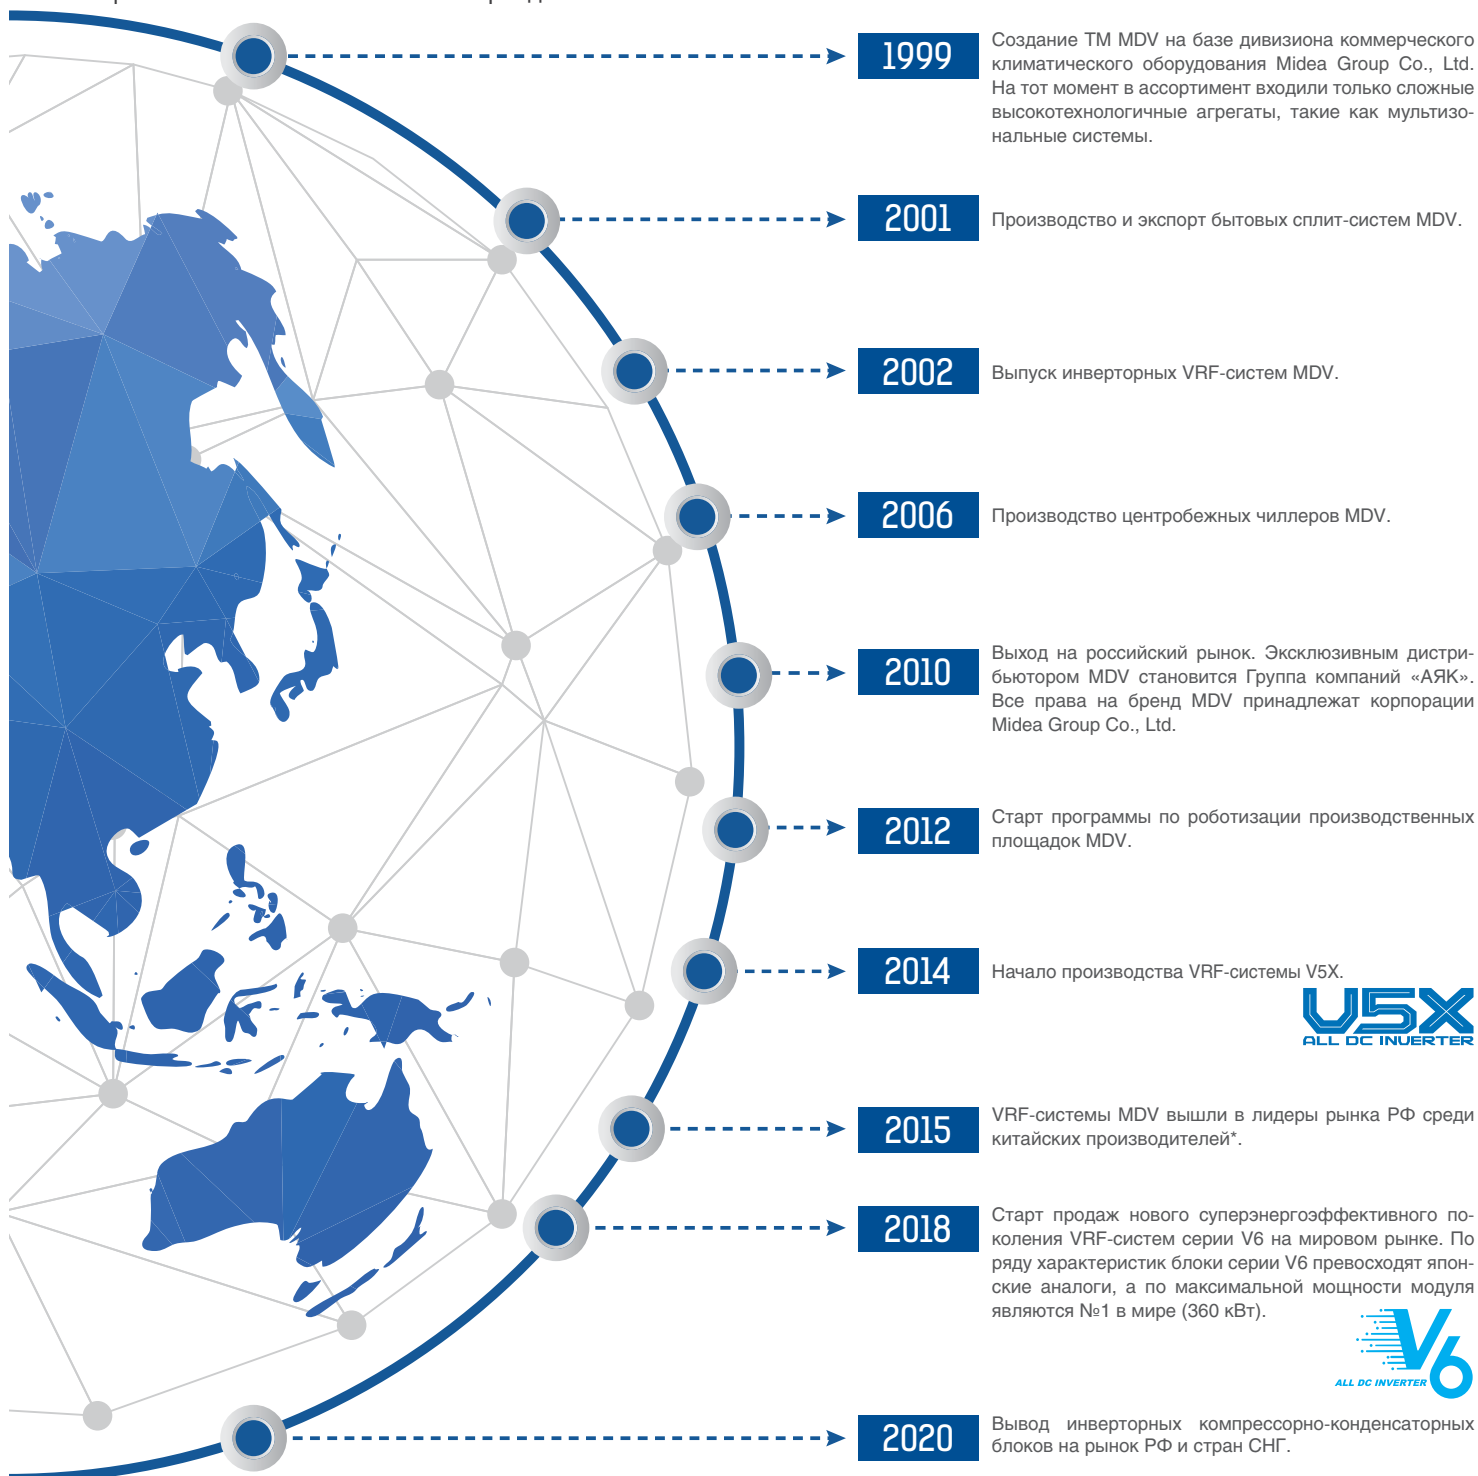 1999
Создание ТМ MDV на базе дивизиона коммерческого
климатического оборудования Midea Group Co., Ltd.
На тот момент в ассортимент входили только сложные
высокотехнологичные агрегаты, такие как мультизо-
нальные системы.
2001
Производство и экспорт бытовых сплит-систем MDV.
2002
Выпуск инверторных VRF-систем MDV.
2006
Производство центробежных чиллеров MDV.
2010
Выход на российский рынок. Эксклюзивным дистри-
бьютором MDV становится Группа компаний «АЯК».
Все права на бренд MDV принадлежат корпорации
Midea Group Co., Ltd.
2012
Старт программы по роботизации производственных
площадок MDV.
2014
Начало производства VRF-системы V5X.
V5X
ALL DC INVERTER
2015
VRF-системы MDV вышли в лидеры рынка РФ среди
китайских производителей*.
2018
Старт продаж нового суперэнергоэффективного по-
коления VRF-систем серии V6 на мировом рынке. По
ряду характеристик блоки серии V6 превосходят япон-
ские аналоги, а по максимальной мощности модуля
являются №1 в мире (360 кВт).
V6
ALL DC INVERTER
2020
Вывод инверторных компрессорно-конденсаторных
блоков на рынок РФ и стран СНГ.